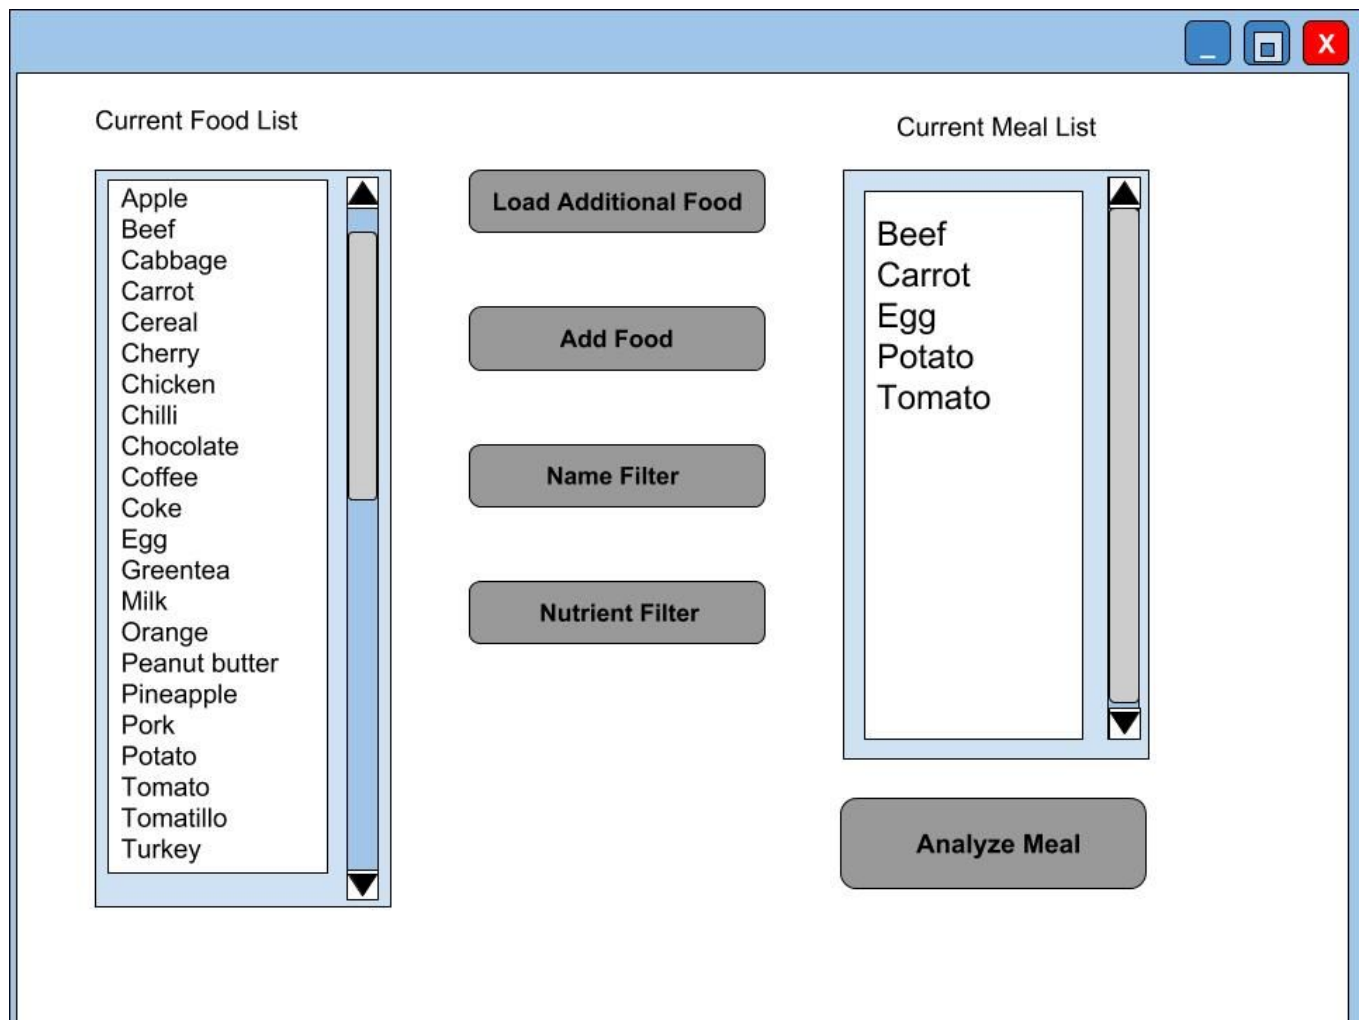 _
X
Current Food List
Current Meal List
Apple
Beef
Cabbage
Carrot
Cereal
Cherry
Chicken
Chilli
Chocolate
Coffee
Coke
Egg
Greentea
Milk
Orange
Peanut butter
Pineapple
Pork
Potato
Tomato
Tomatillo
Turkey
Load Additional Food
Add Food
Name Filter
Nutrient Filter
Beef
Carrot
Egg
Potato
Tomato
Analyze Meal